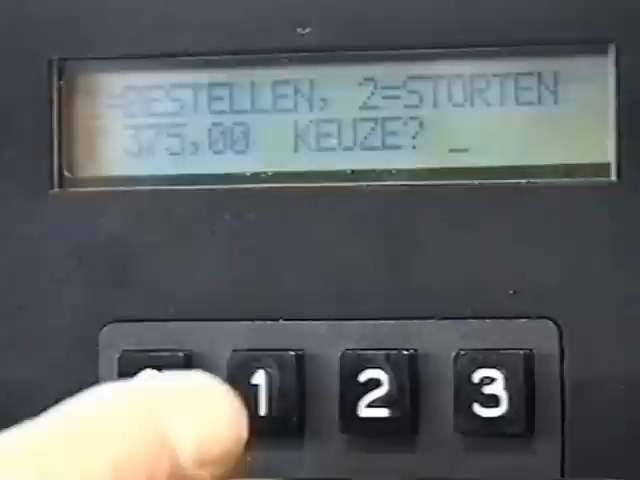 =BESTELLEN, 2=STORTEN
375,00 KEUZE? _
1 2 3